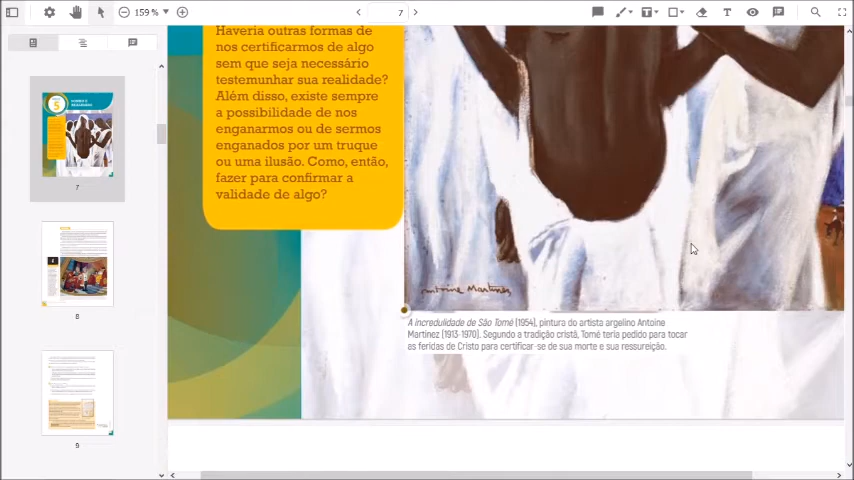 159 %
7
Haveria outras formas de
nos certificarmos de algo
sem que seja necessário
testemunhar sua realidade?
Além disso, existe sempre
a possibilidade de nos
enganarmos ou de sermos
enganados por um truque
ou uma ilusão. Como, então,
fazer para confirmar a
validade de algo?
Antoine Martinez
A incredulidade de São Tomé (1954), pintura do artista argelino Antoine
Martinez (1913-1970). Segundo a tradição cristã, Tomé teria pedido para tocar
as feridas de Cristo para certificar-se de sua morte e sua ressureição.
5
7
8
9